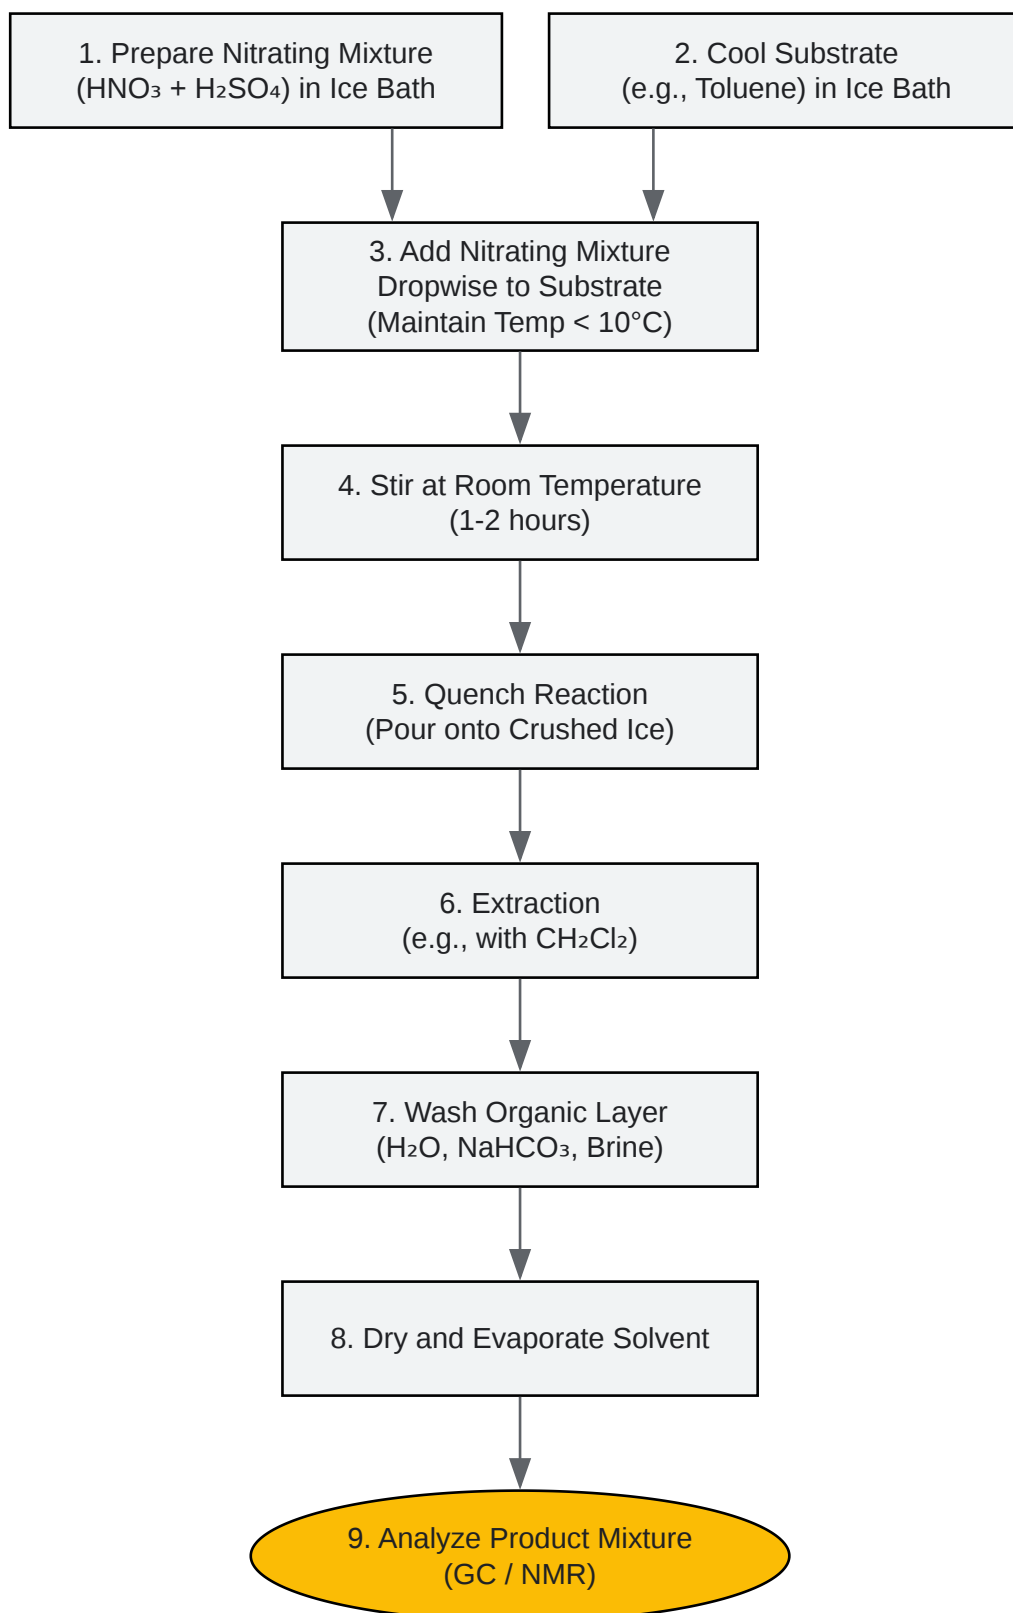 1. Prepare Nitrating Mixture
(HNO₃ + H₂SO₄) in Ice Bath
2. Cool Substrate
(e.g., Toluene) in Ice Bath
3. Add Nitrating Mixture
Dropwise to Substrate
(Maintain Temp < 10°C)
4. Stir at Room Temperature
(1-2 hours)
5. Quench Reaction
(Pour onto Crushed Ice)
6. Extraction
(e.g., with CH₂Cl₂)
7. Wash Organic Layer
(H₂O, NaHCO₃, Brine)
8. Dry and Evaporate Solvent
9. Analyze Product Mixture
(GC / NMR)